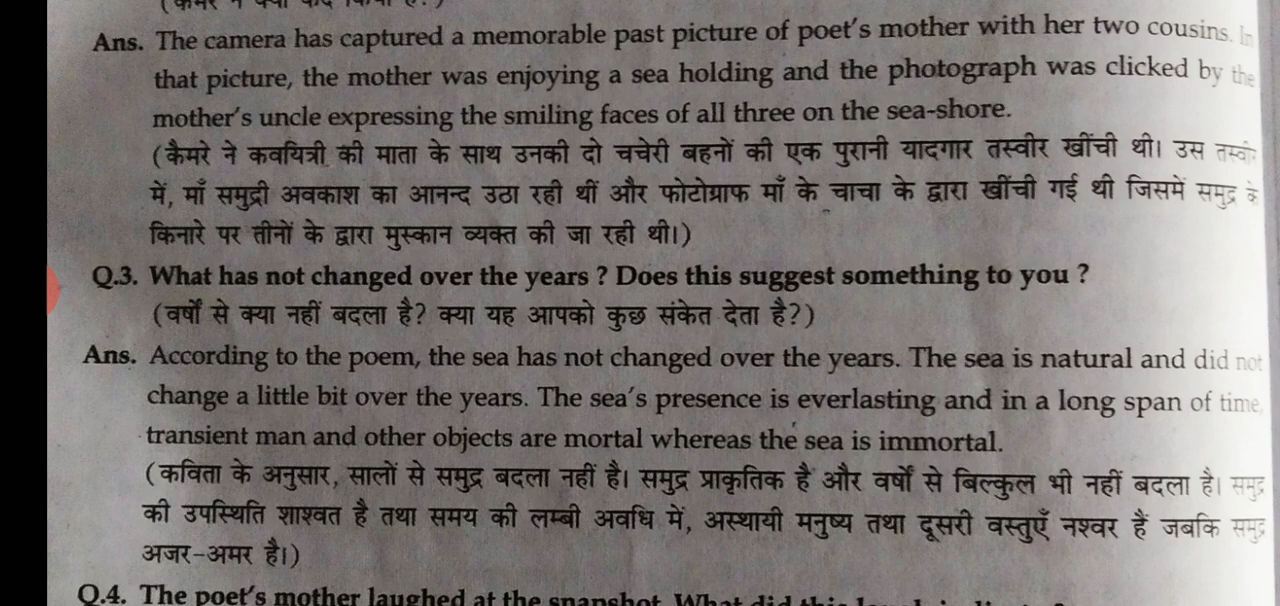 Ans. The camera has captured a memorable past picture of poet's mother with her two cousins. In
that picture, the mother was enjoying a sea holding and the photograph was clicked by the
mother's uncle expressing the smiling faces of all three on the sea-shore.
(कैमरे ने कवयित्री की माता के साथ उनकी दो चचेरी बहनों की एक पुरानी यादगार तस्वीर खींची थी। उस तस्वीर
में, माँ समुद्री अवकाश का आनन्द उठा रही थीं और फोटोग्राफ माँ के चाचा के द्वारा खींची गई थी जिसमें समुद्र के
किनारे पर तीनों के द्वारा मुस्कान व्यक्त की जा रही थी।)
Q.3. What has not changed over the years ? Does this suggest something to you ?
(वर्षों से क्या नहीं बदला है? क्या यह आपको कुछ संकेत देता है?)
Ans. According to the poem, the sea has not changed over the years. The sea is natural and did not
change a little bit over the years. The sea's presence is everlasting and in a long span of time,
transient man and other objects are mortal whereas the sea is immortal.
(कविता के अनुसार, सालों से समुद्र बदला नहीं है। समुद्र प्राकृतिक है और वर्षों से बिल्कुल भी नहीं बदला है। समुद्र
की उपस्थिति शाश्वत है तथा समय की लम्बी अवधि में, अस्थायी मनुष्य तथा दूसरी वस्तुएँ नश्वर हैं जबकि समुद्र
अजर-अमर है।)
Q.4. The poet's mother laughed at the snapshot. What did this